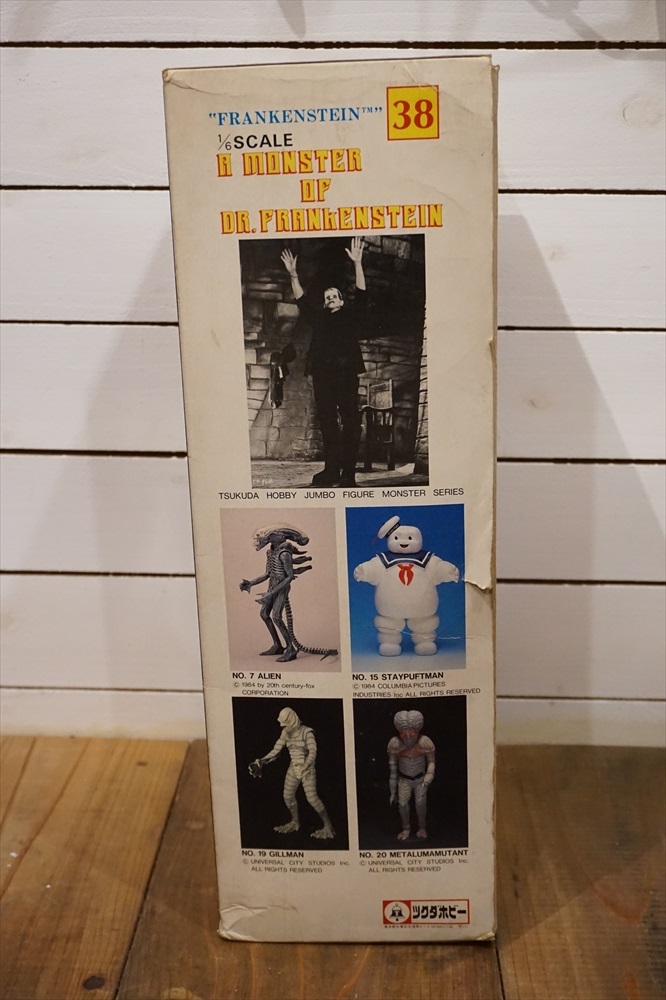 "FRANKENSTEIN™"
38
1/6 SCALE
A MONSTER
OF
DR. FRANKENSTEIN
TSUKUDA HOBBY JUMBO FIGURE MONSTER SERIES
NO. 7 ALIEN
© 1984 by 20th century-fox
CORPORATION
NO. 15 STAYPUFTMAN
© 1984 COLUMBIA PICTURES
INDUSTRIES Inc ALL RIGHTS RESERVED
NO. 19 GILLMAN
© UNIVERSAL CITY STUDIOS Inc.
ALL RIGHTS RESERVED
NO. 20 METALUMAMUTANT
© UNIVERSAL CITY STUDIOS Inc.
ALL RIGHTS RESERVED
ツクダホビー